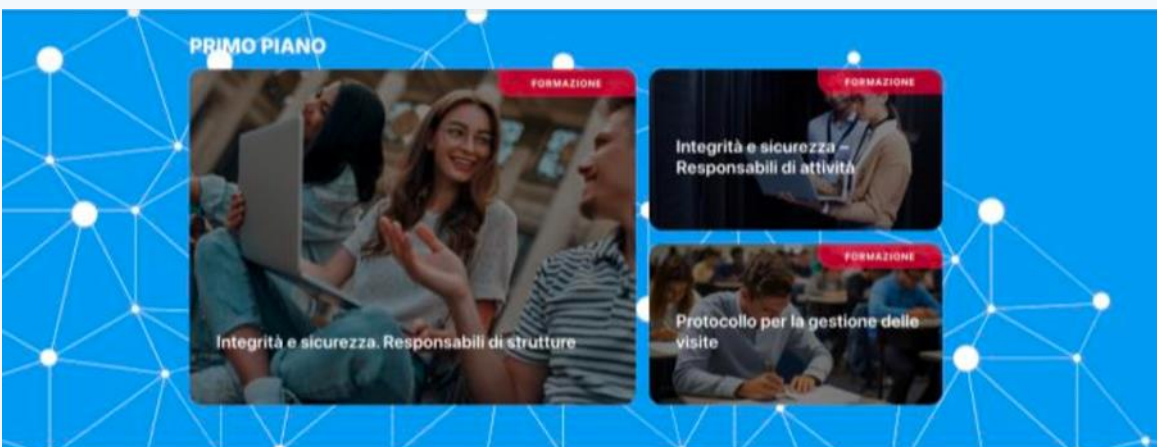 PRIMO PIANO
FORMAZIONE
Integrità e sicurezza. Responsabili di strutture
FORMAZIONE
Integrità e sicurezza –
Responsabili di attività
FORMAZIONE
Protocollo per la gestione delle
visite